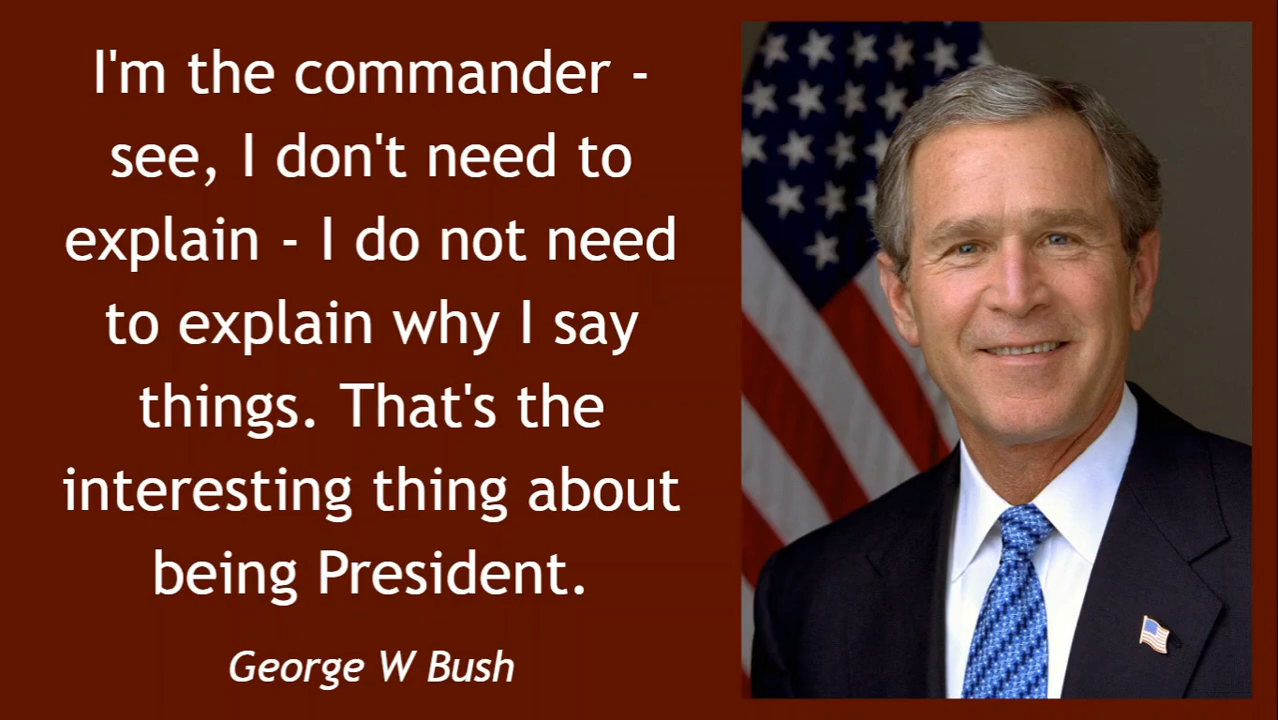 I'm the commander -
see, I don't need to
explain - I do not need
to explain why I say
things. That's the
interesting thing about
being President.
George W Bush